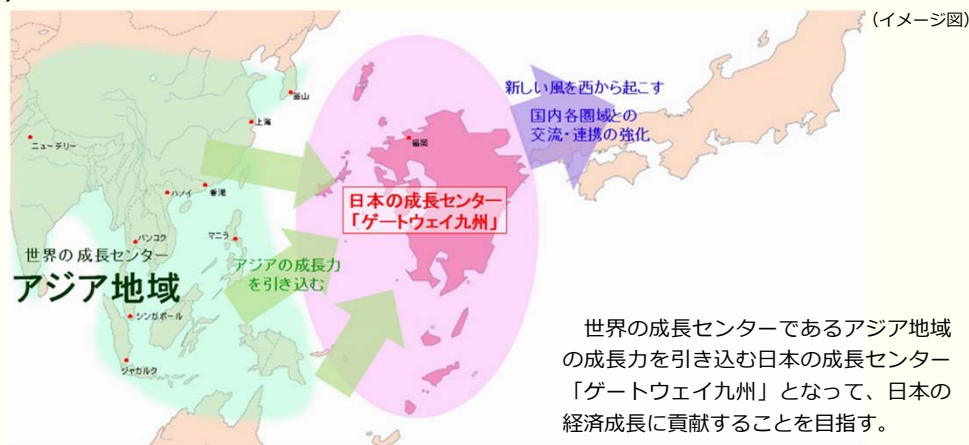 （イメージ図）
新しい風を西から起こす
国内各圏域との
交流・連携の強化
釜山
上海
福岡
ニューデリー
ハノイ
香港
日本の成長センター
「ゲートウェイ九州」
バンコク
マニラ
世界の成長センター
アジア地域
アジアの成長力
を引き込む
シンガポール
ジャカルタ
世界の成長センターであるアジア地域
の成長力を引き込む日本の成長センター
「ゲートウェイ九州」となって、日本の
経済成長に貢献することを目指す。